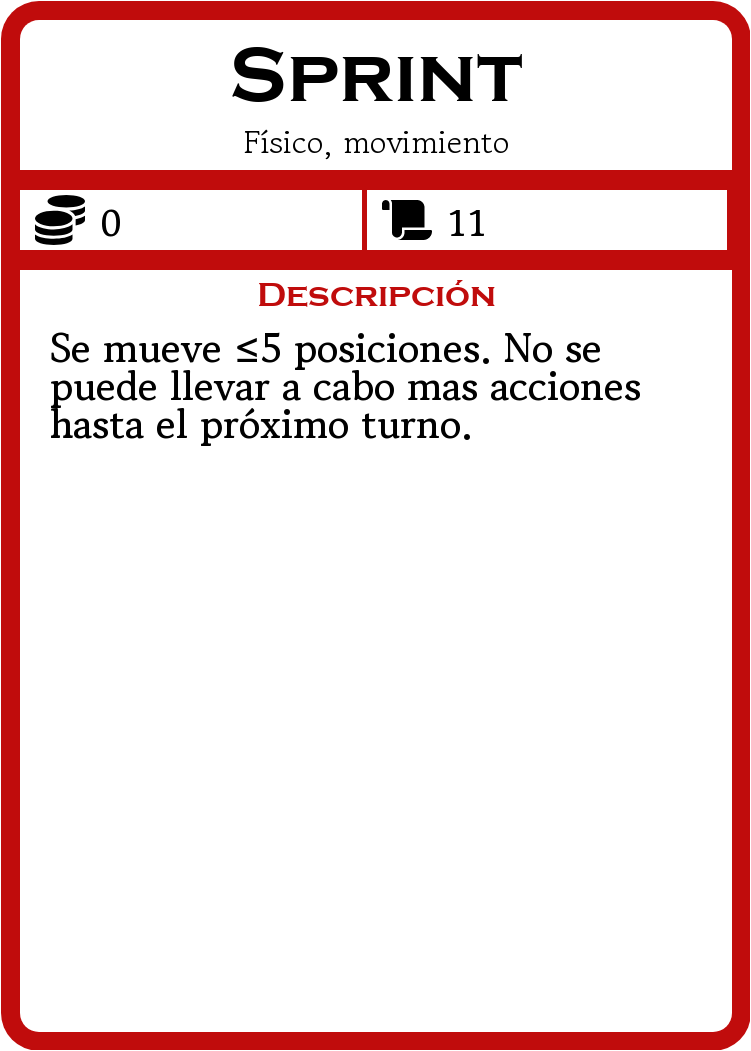 Sprint
Físico, movimiento
0
11
Descripción
Se mueve ≤5 posiciones. No se
puede llevar a cabo mas acciones
hasta el próximo turno.